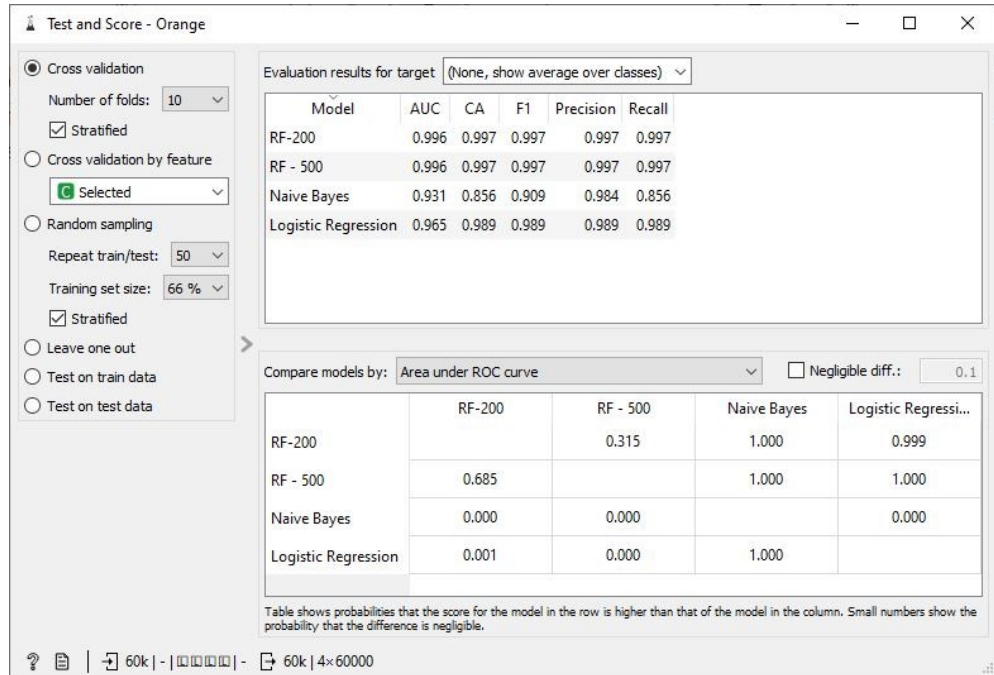 Test and Score - Orange
Cross validation
Number of folds: 10
Stratified
Cross validation by feature
C Selected
Random sampling
Repeat train/test: 50
Training set size: 66 %
Stratified
Leave one out
Test on train data
Test on test data
Evaluation results for target (None, show average over classes)
Model AUC CA F1 Precision Recall
RF-200 0.996 0.997 0.997 0.997 0.997
RF - 500 0.996 0.997 0.997 0.997 0.997
Naive Bayes 0.931 0.856 0.909 0.984 0.856
Logistic Regression 0.965 0.989 0.989 0.989 0.989
Compare models by: Area under ROC curve Negligible diff.: 0.1
RF-200 RF - 500 Naive Bayes Logistic Regressi...
RF-200 0.315 1.000 0.999
RF - 500 0.685 1.000 1.000
Naive Bayes 0.000 0.000 0.000
Logistic Regression 0.001 0.000 1.000
Table shows probabilities that the score for the model in the row is higher than that of the model in the column. Small numbers show the
probability that the difference is negligible.
? 60k | - | | - 60k | 4×60000